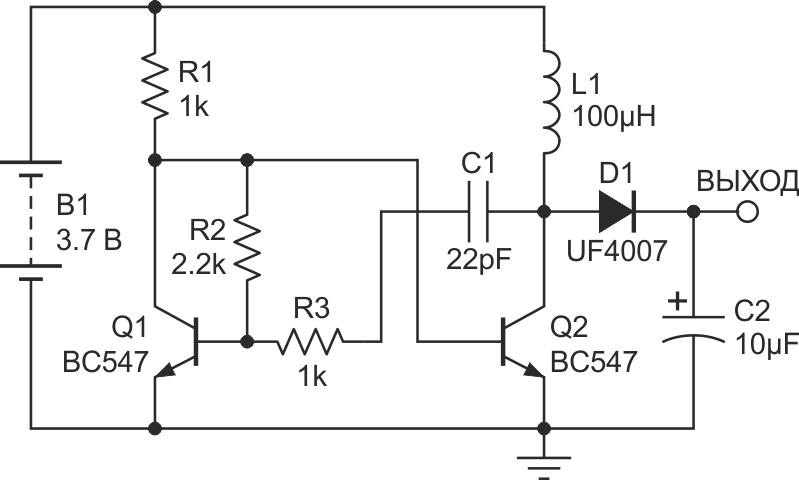 R1
1k
L1
100µH
C1
22pF
D1
UF4007
ВЫХОД
B1
3.7 В
R2
2.2k
R3
1k
Q1
BC547
Q2
BC547
+
C2
10µF